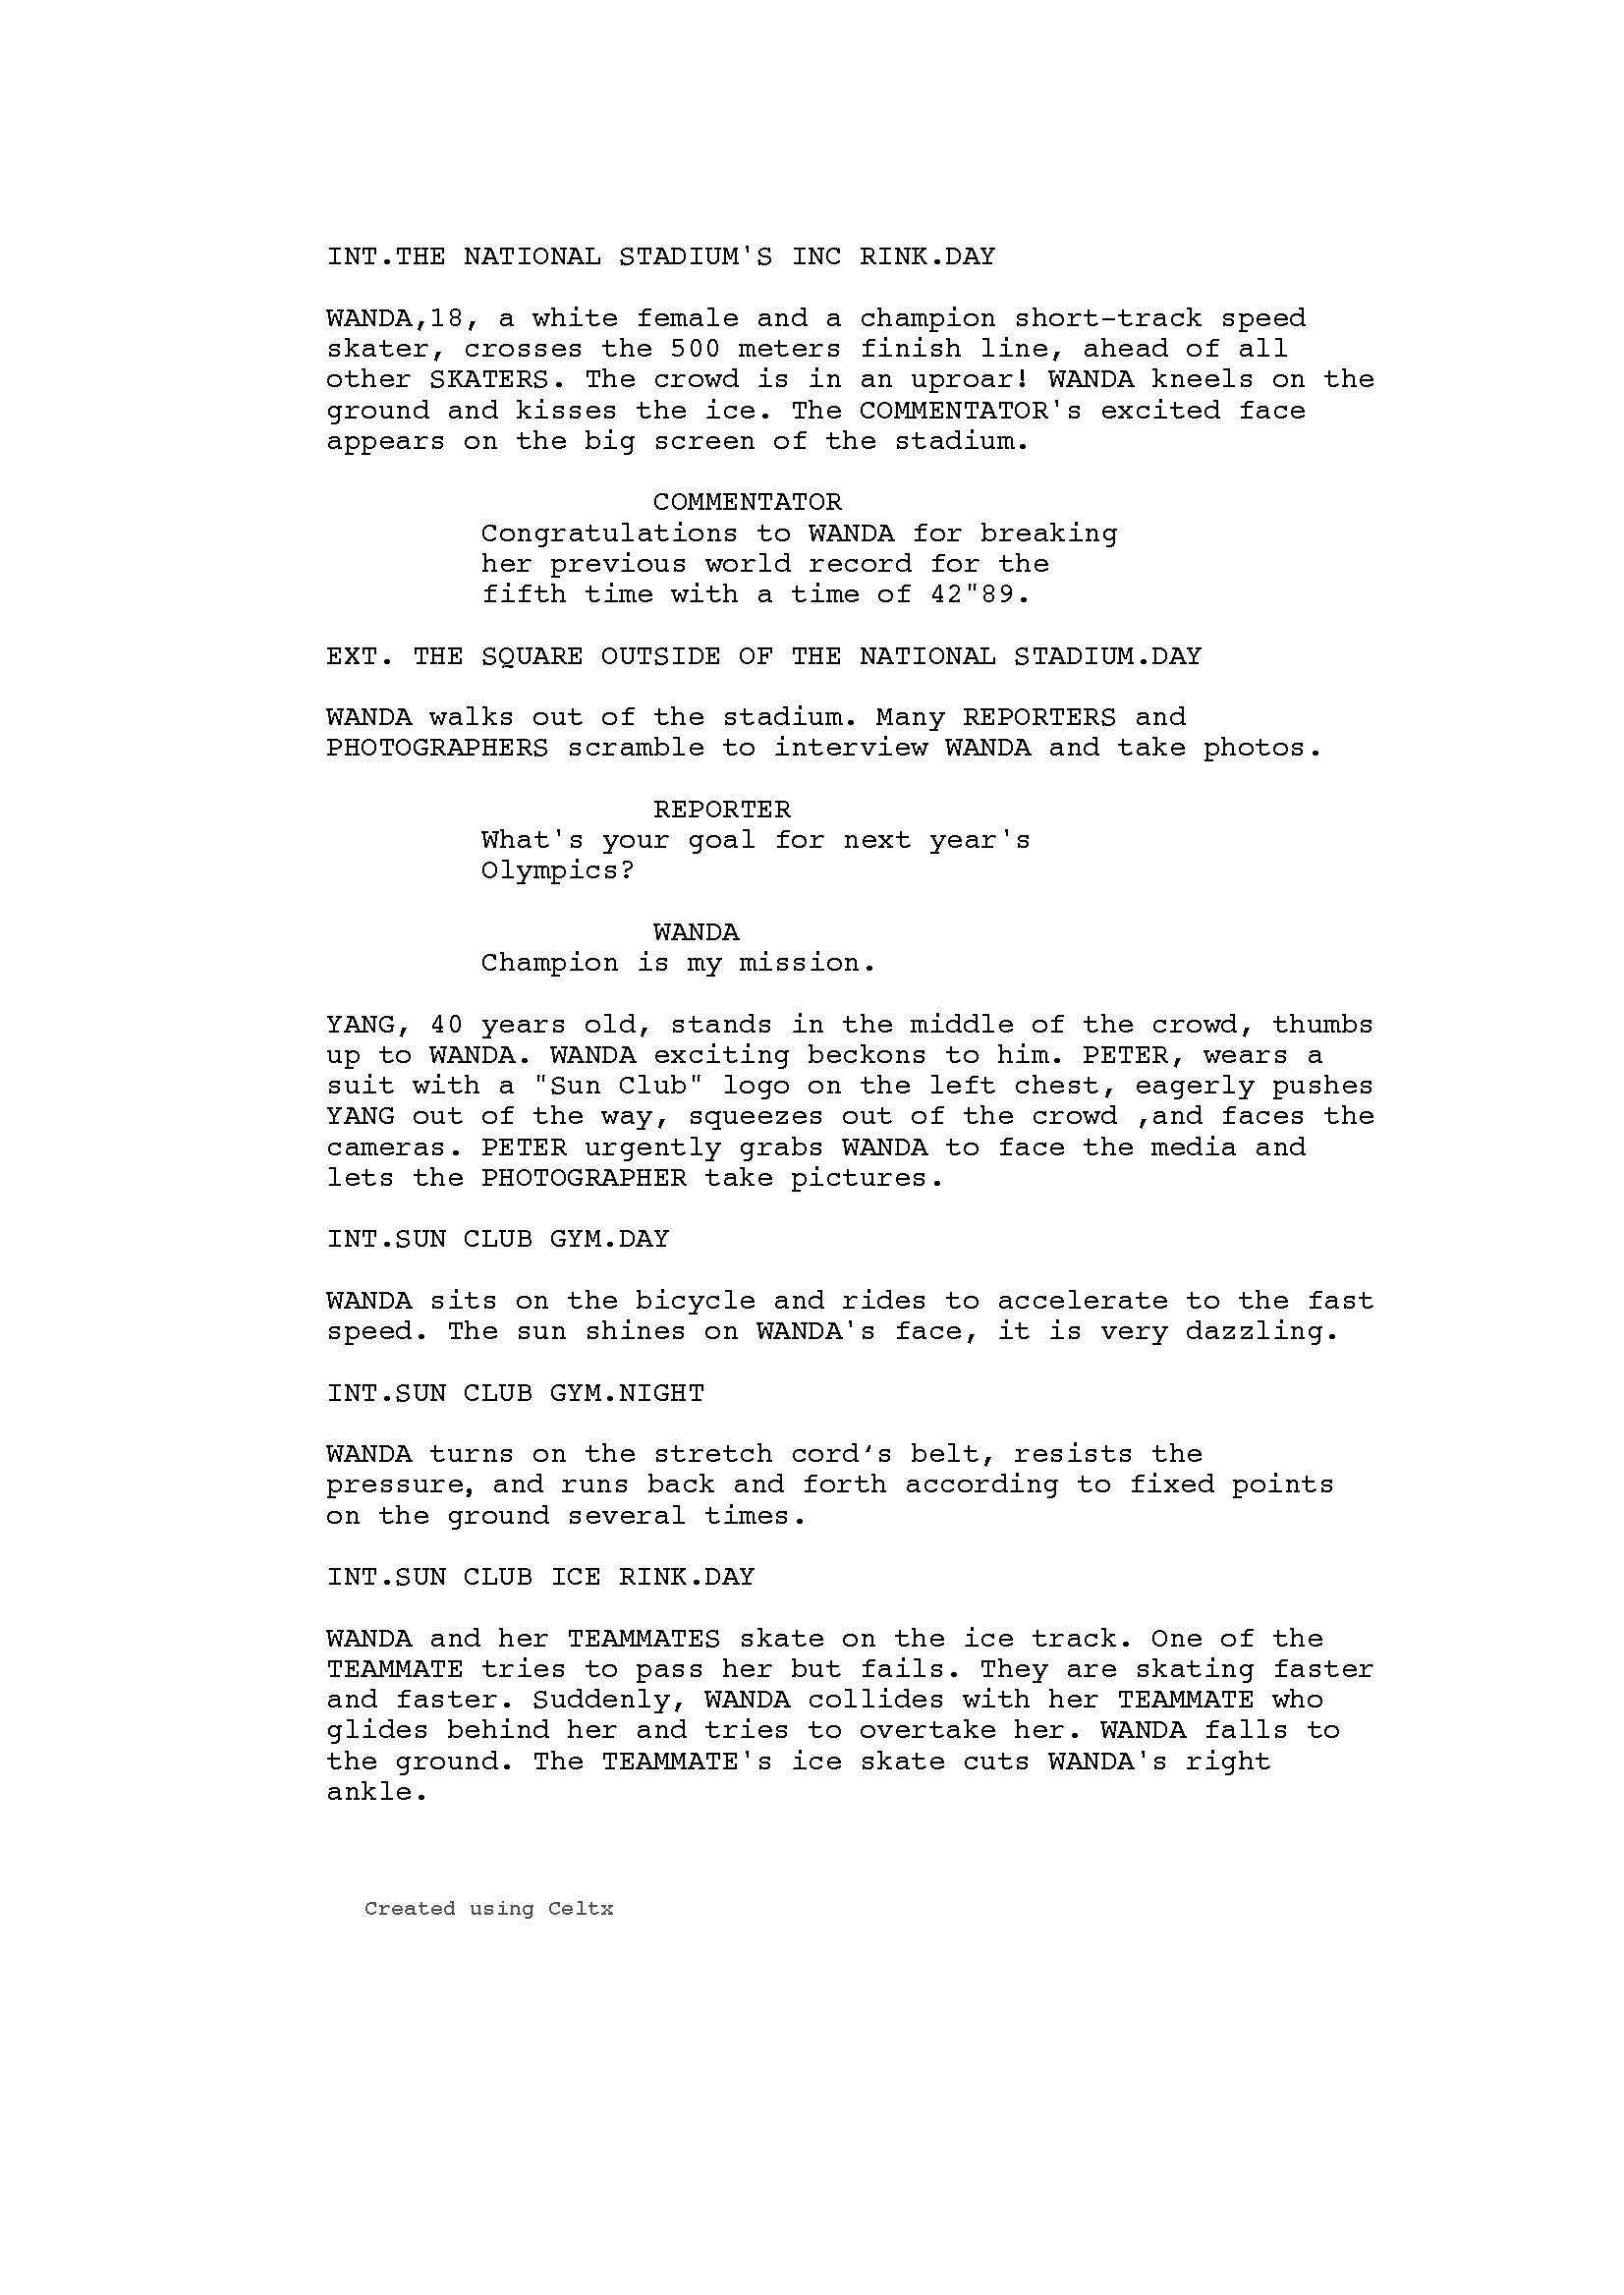 INT.THE NATIONAL STADIUM'S INC RINK.DAY
WANDA,18, a white female and a champion short-track speed
skater, crosses the 500 meters finish line, ahead of all
other SKATERS. The crowd is in an uproar! WANDA kneels on the
ground and kisses the ice. The COMMENTATOR's excited face
appears on the big screen of the stadium.
COMMENTATOR
Congratulations to WANDA for breaking
her previous world record for the
fifth time with a time of 42"89.
EXT. THE SQUARE OUTSIDE OF THE NATIONAL STADIUM.DAY
WANDA walks out of the stadium. Many REPORTERS and
PHOTOGRAPHERS scramble to interview WANDA and take photos.
REPORTER
What's your goal for next year's
Olympics?
WANDA
Champion is my mission.
YANG, 40 years old, stands in the middle of the crowd, thumbs
up to WANDA. WANDA exciting beckons to him. PETER, wears a
suit with a "Sun Club" logo on the left chest, eagerly pushes
YANG out of the way, squeezes out of the crowd ,and faces the
cameras. PETER urgently grabs WANDA to face the media and
lets the PHOTOGRAPHER take pictures.
INT.SUN CLUB GYM.DAY
WANDA sits on the bicycle and rides to accelerate to the fast
speed. The sun shines on WANDA's face, it is very dazzling.
INT.SUN CLUB GYM.NIGHT
WANDA turns on the stretch cord‘s belt, resists the
pressure, and runs back and forth according to fixed points
on the ground several times.
INT.SUN CLUB ICE RINK.DAY
WANDA and her TEAMMATES skate on the ice track. One of the
TEAMMATE tries to pass her but fails. They are skating faster
and faster. Suddenly, WANDA collides with her TEAMMATE who
glides behind her and tries to overtake her. WANDA falls to
the ground. The TEAMMATE's ice skate cuts WANDA's right
ankle.
Created using Celtx